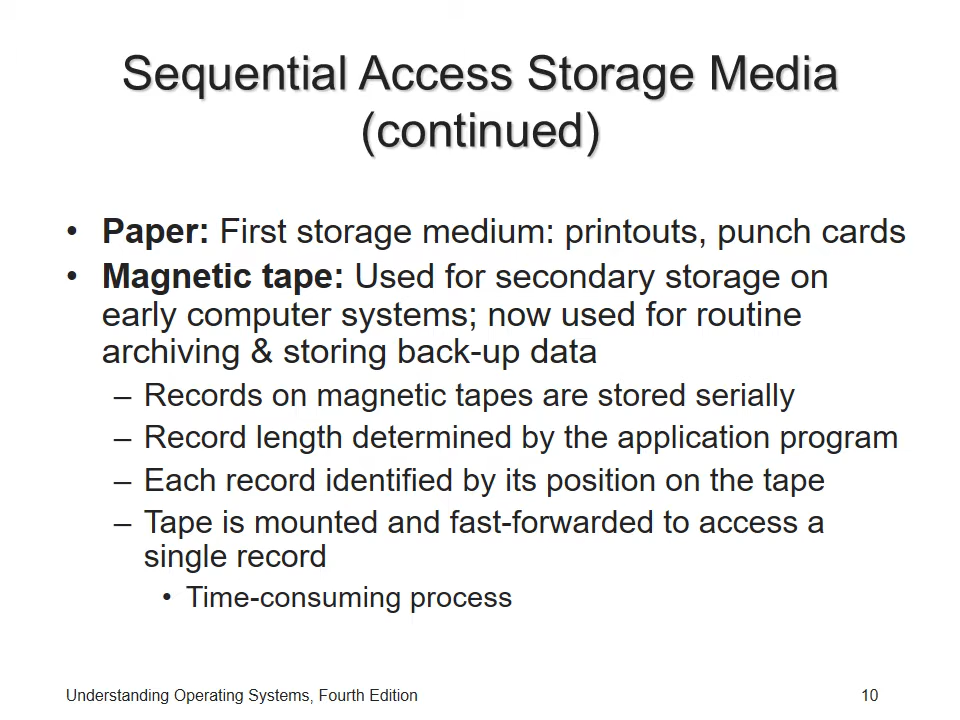 Sequential Access Storage Media
(continued)
• Paper: First storage medium: printouts, punch cards
• Magnetic tape: Used for secondary storage on
early computer systems; now used for routine
archiving & storing back-up data
– Records on magnetic tapes are stored serially
– Record length determined by the application program
– Each record identified by its position on the tape
– Tape is mounted and fast-forwarded to access a
single record
• Time-consuming process
Understanding Operating Systems, Fourth Edition
10